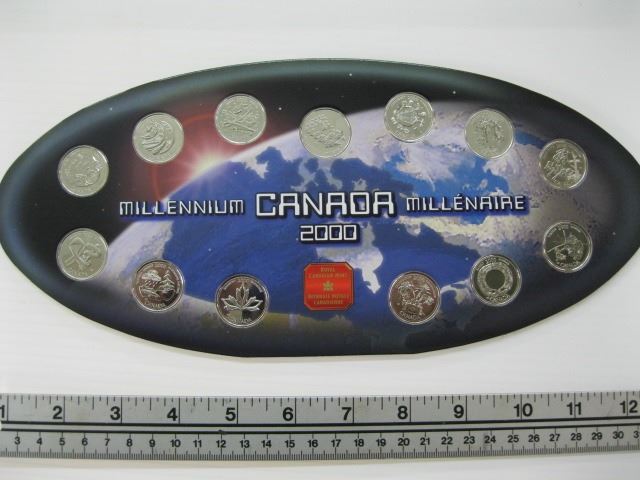 MILLENNIUM CANADA MILLÉNAIRE
2000
ROYAL
CANADIAN MINT
MONNAIE ROYALE
CANADIENNE
1 2 3 4 5 6 7 8 9 10 11 12
3 4 5 6 7 8 9 10 11 12 13 14 15 16 17 18 19 20 21 22 23 24 25 26 27 28 29 30 31